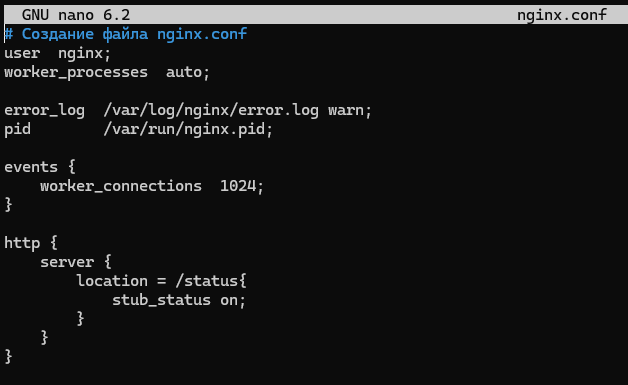 GNU nano 6.2 nginx.conf
# Создание файла nginx.conf
user  nginx;
worker_processes  auto;
error_log  /var/log/nginx/error.log warn;
pid        /var/run/nginx.pid;
events {
    worker_connections  1024;
}
http {
    server {
        location = /status{
            stub_status on;
        }
    }
}